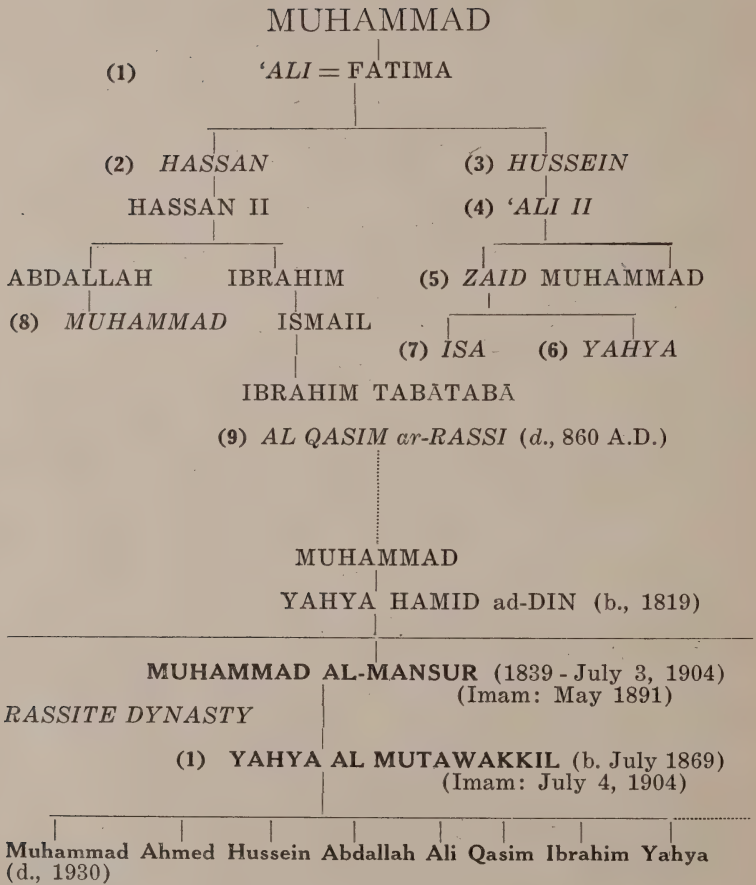 MUHAMMAD
(1) ‘ALI = FATIMA
(2) HASSAN (3) HUSSEIN
HASSAN II (4) ‘ALI II
ABDALLAH IBRAHIM (5) ZAID MUHAMMAD
(8) MUHAMMAD ISMAIL
(7) ISA (6) YAHYA
IBRAHIM TABĀTABĀ
(9) AL QASIM ar-RASSI (d., 860 A.D.)
MUHAMMAD
YAHYA HAMID ad-DIN (b., 1819)
MUHAMMAD AL-MANSUR (1839 - July 3, 1904)
(Imam: May 1891)
RASSITE DYNASTY
(1) YAHYA AL MUTAWAKKIL (b. July 1869)
(Imam: July 4, 1904)
Muhammad Ahmed Hussein Abdallah Ali Qasim Ibrahim Yahya
(d., 1930)